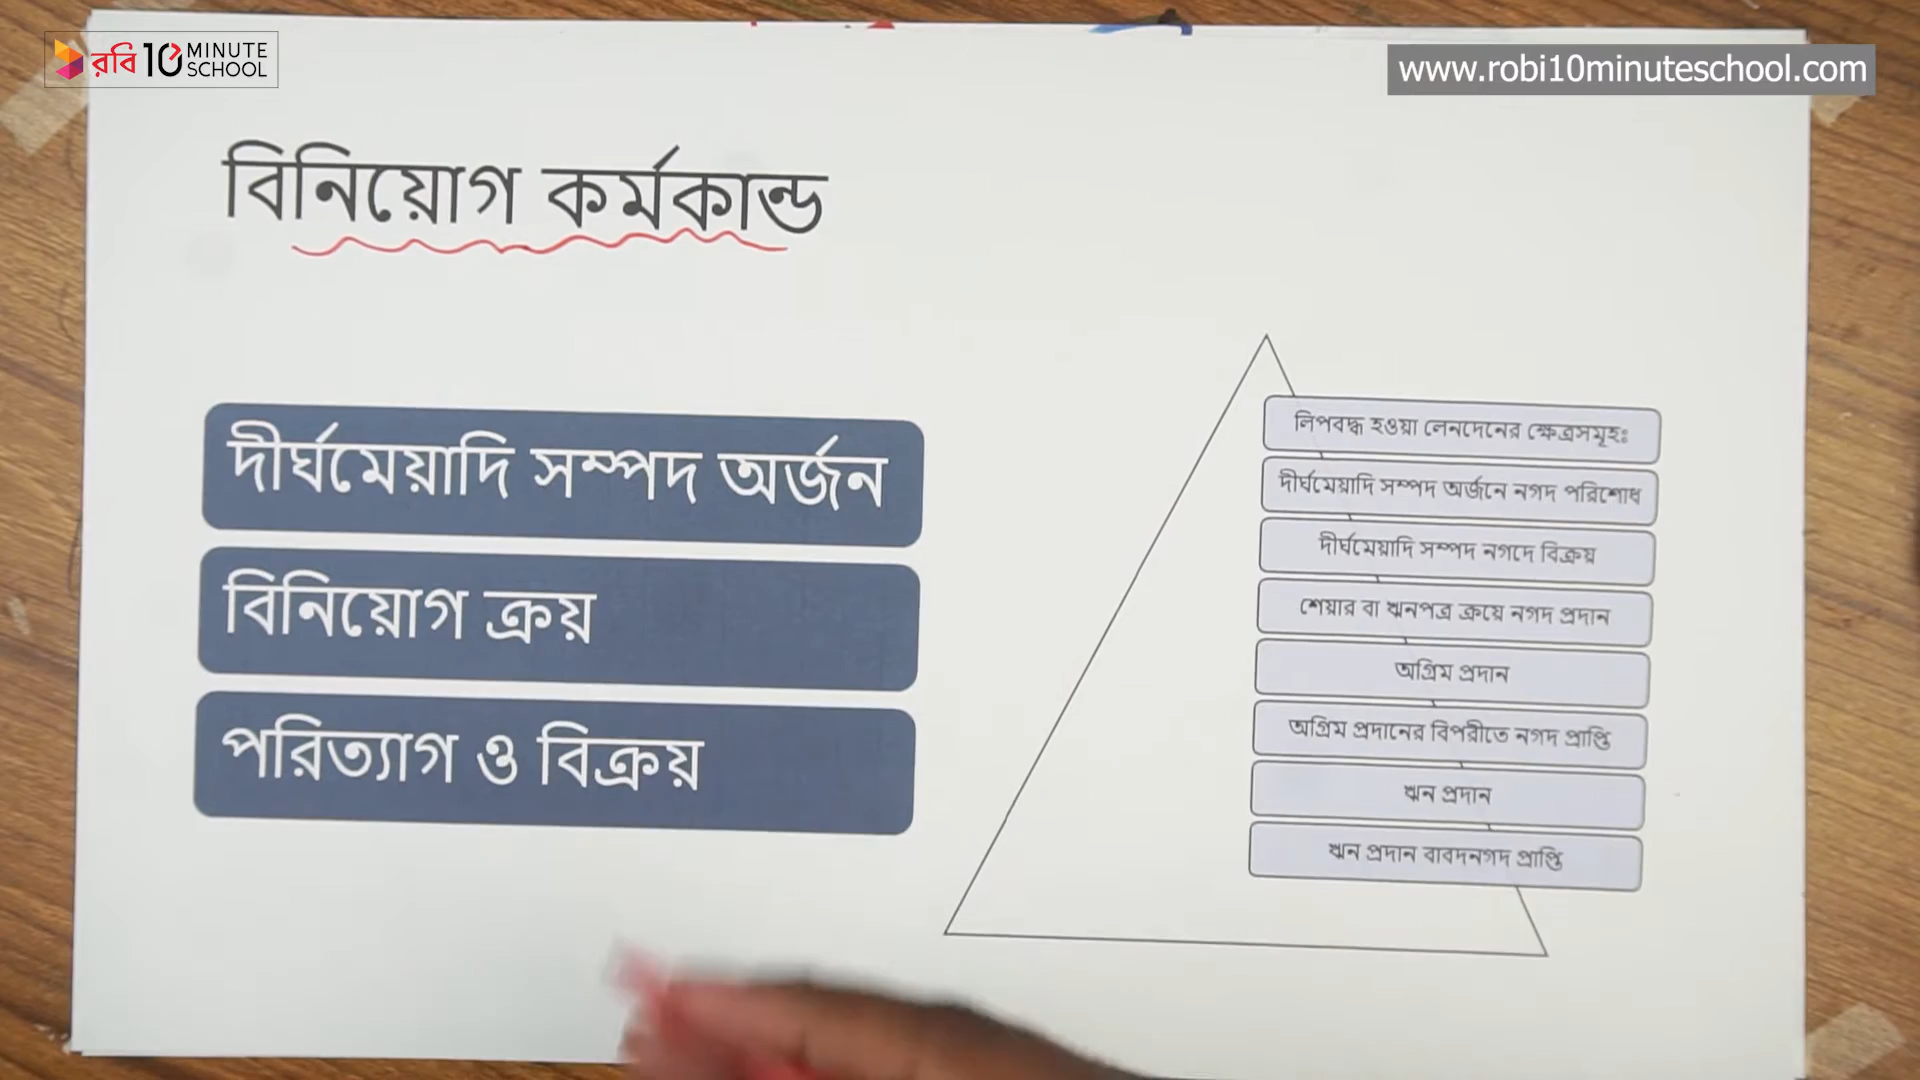 রবি 10 MINUTE SCHOOL
www.robi10minuteschool.com
বিনিয়োগ কর্মকান্ড
দীর্ঘমেয়াদি সম্পদ অর্জন
বিনিয়োগ ক্রয়
পরিত্যাগ ও বিক্রয়
লিপবদ্ধ হওয়া লেনদেনের ক্ষেত্রসমূহঃ
দীর্ঘমেয়াদি সম্পদ অর্জনে নগদ পরিশোধ
দীর্ঘমেয়াদি সম্পদ নগদে বিক্রয়
শেয়ার বা ঋনপত্র ক্রয়ে নগদ প্রদান
অগ্রিম প্রদান
অগ্রিম প্রদানের বিপরীতে নগদ প্রাপ্তি
ঋন প্রদান
ঋন প্রদান বাবদনগদ প্রাপ্তি